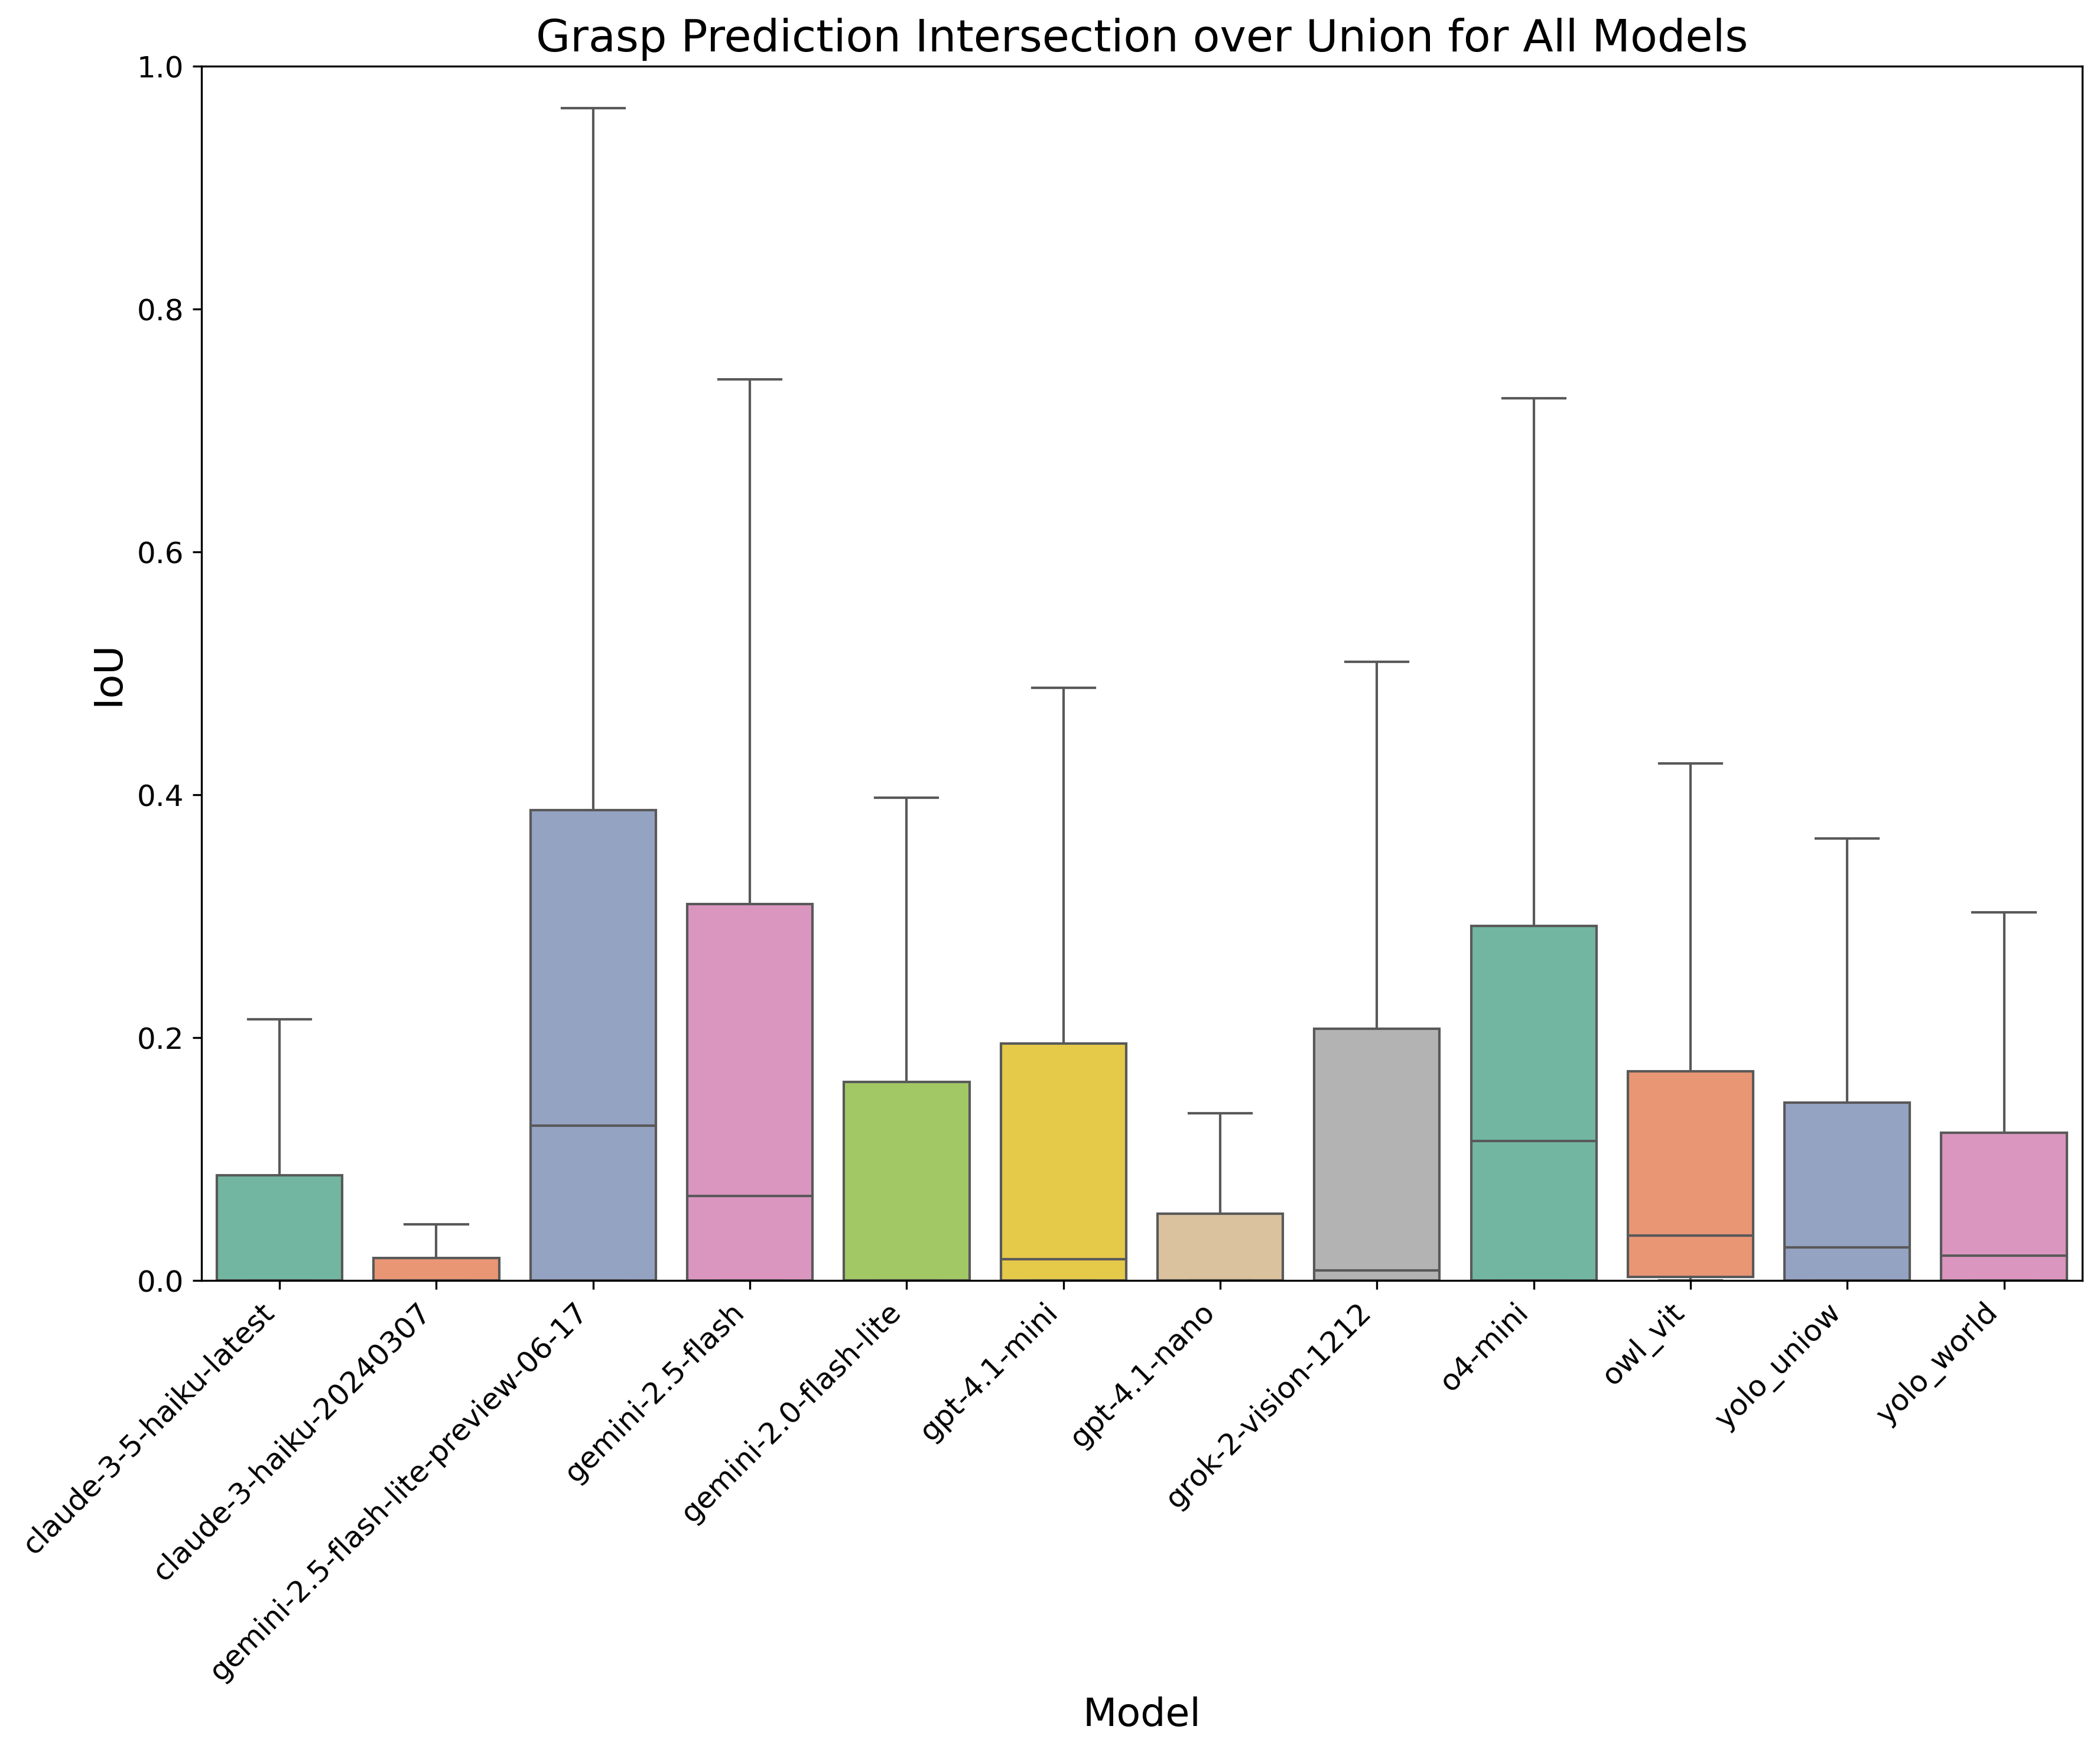 Grasp Prediction Intersection over Union for All Models
1.0
0.8
0.6
0.4
0.2
0.0
IoU
claude-3-5-haiku-latest
claude-3-haiku-20240307
gemini-2.5-flash-lite-preview-06-17
gemini-2.5-flash
gemini-2.0-flash-lite
gpt-4.1-mini
gpt-4.1-nano
grok-2-vision-1212
o4-mini
owl_vit
yolo_uniow
yolo_world
Model